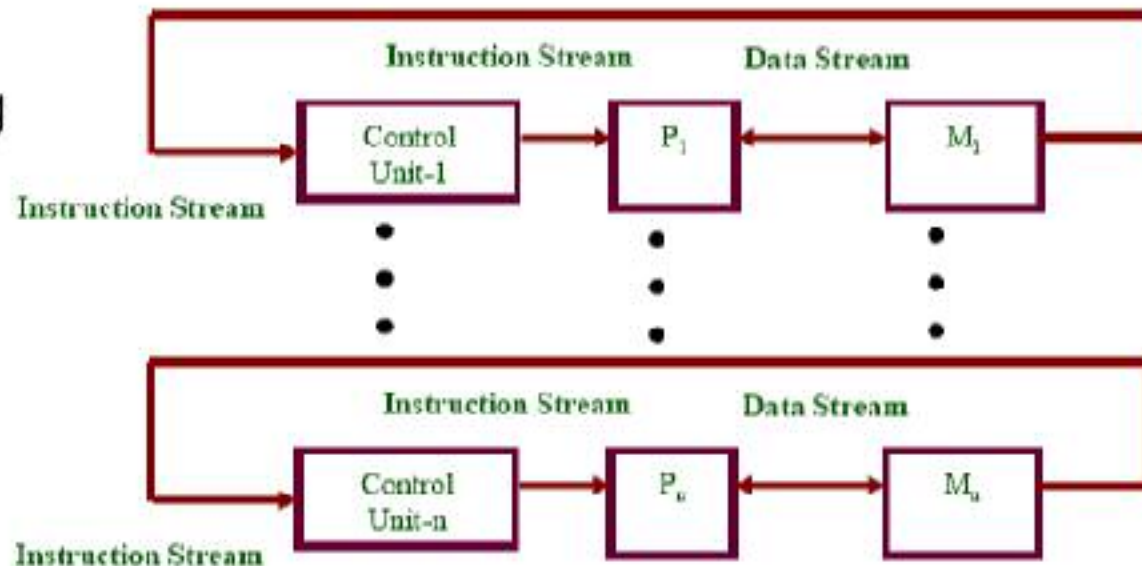 Instruction Stream Data Stream
Control
Unit-1
P₁
M₁
Instruction Stream
Instruction Stream Data Stream
Control
Unit-n
Pₙ
Mₙ
Instruction Stream